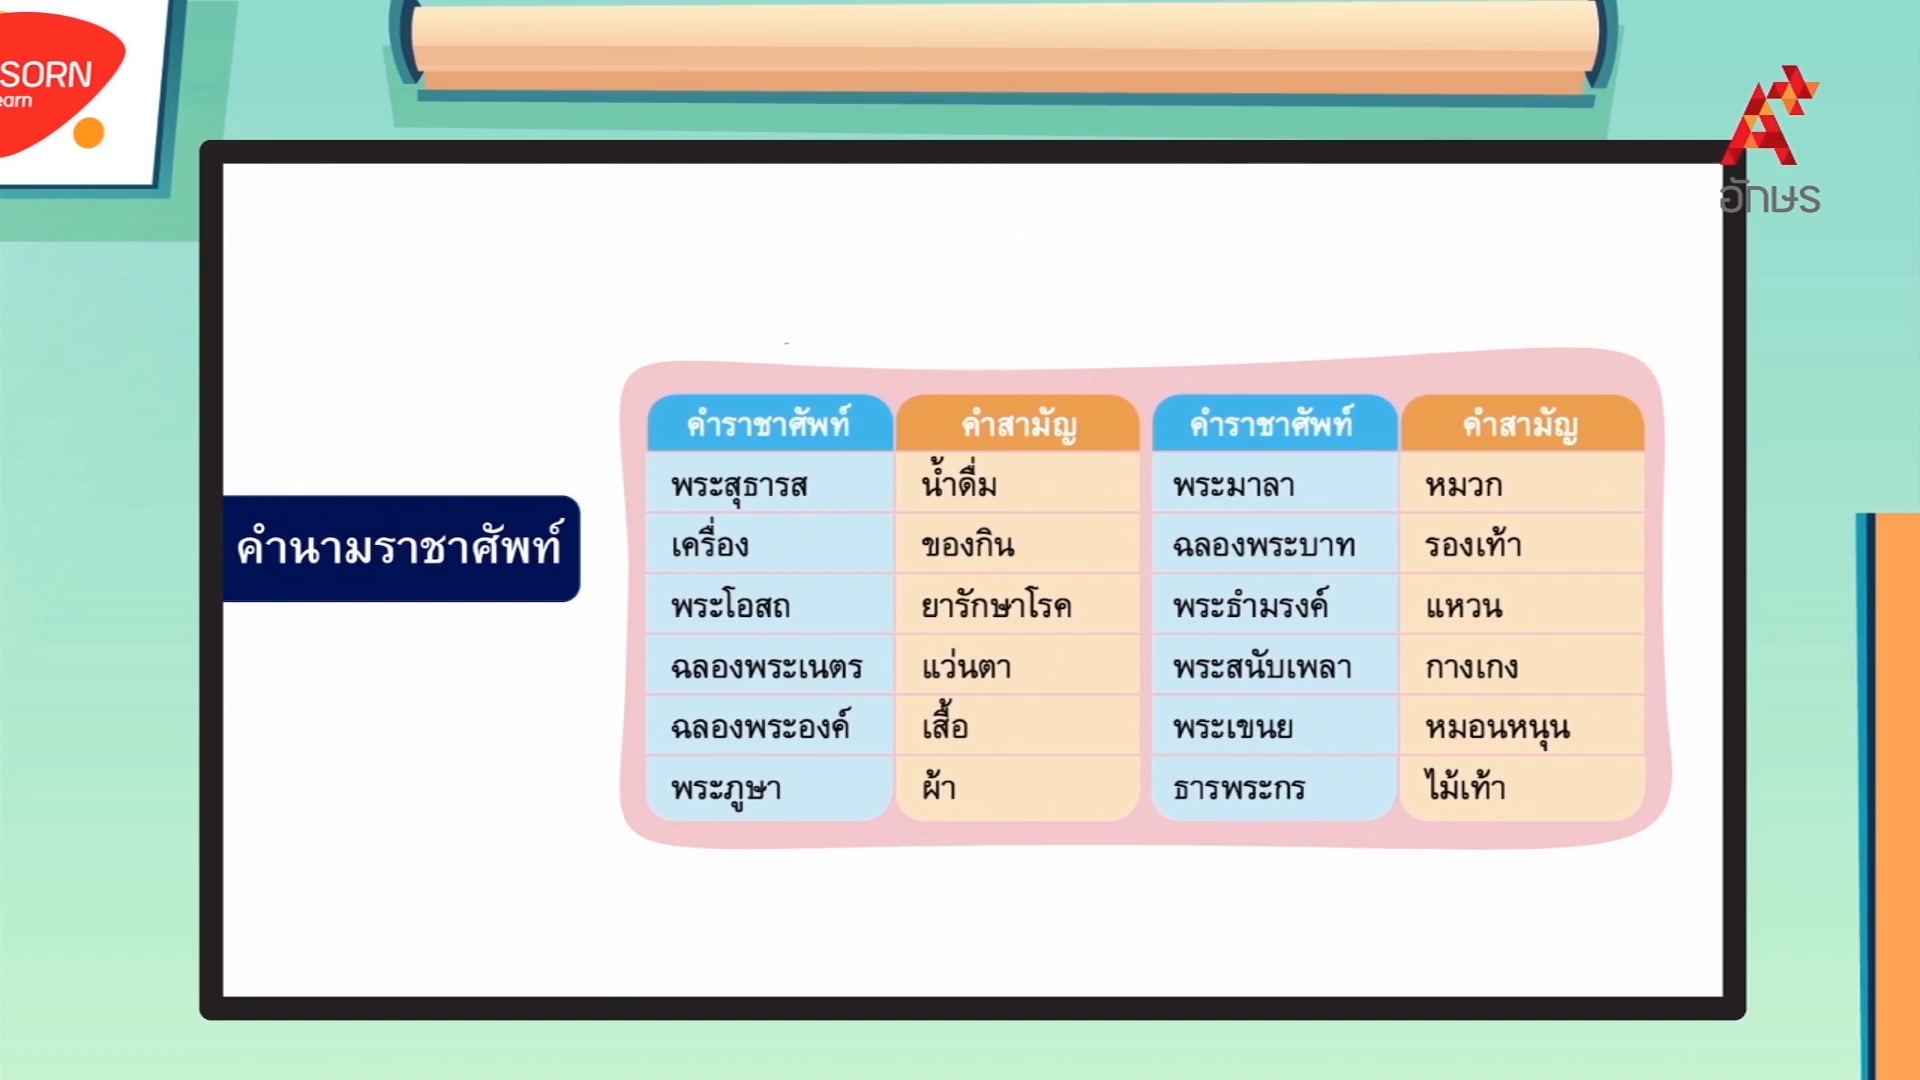 SORN
earn
อักษร
คำนามราชาศัพท์
คำราชาศัพท์ คำสามัญ คำราชาศัพท์ คำสามัญ
พระสุธารส น้ำดื่ม พระมาลา หมวก
เครื่อง ของกิน ฉลองพระบาท รองเท้า
พระโอสถ ยารักษาโรค พระธำมรงค์ แหวน
ฉลองพระเนตร แว่นตา พระสนับเพลา กางเกง
ฉลองพระองค์ เสื้อ พระเขนย หมอนหนุน
พระภูษา ผ้า ธารพระกร ไม้เท้า